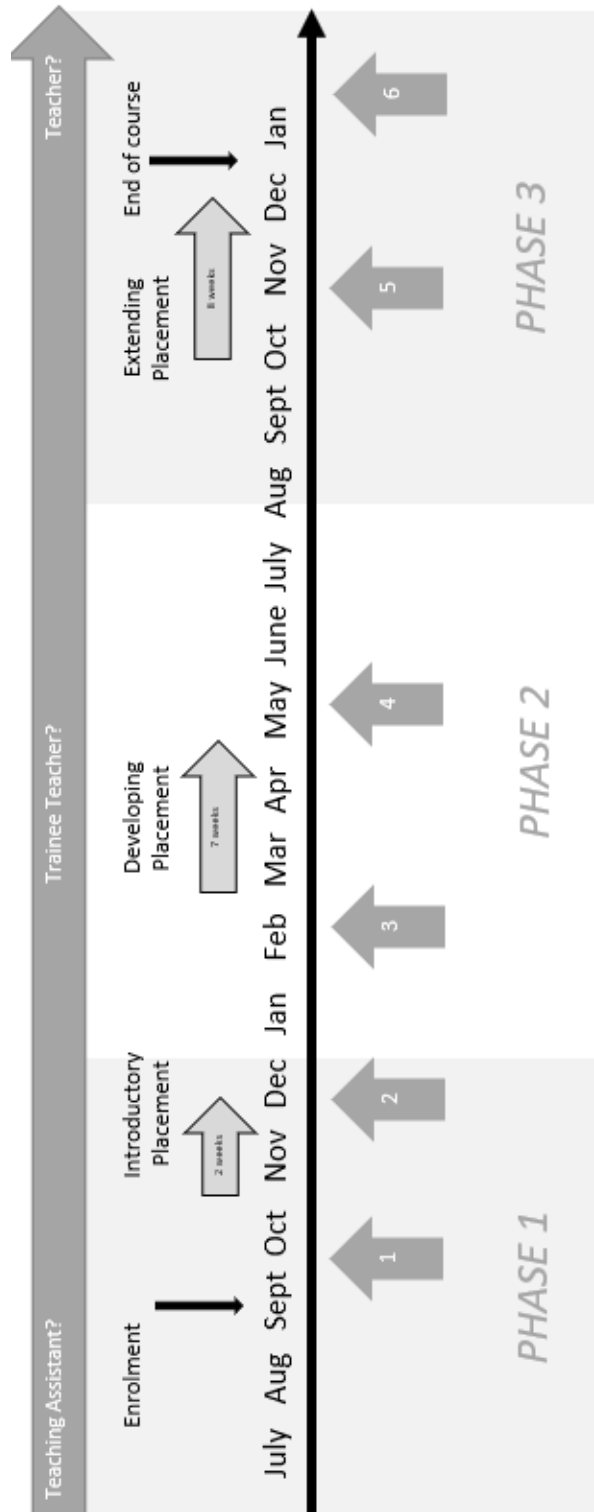 Teaching Assistant?
Trainee Teacher?
Teacher?
Enrolment
Introductory
Placement
Developing
Placement
Extending
Placement
End of course
2 weeks
7 weeks
8 weeks
July Aug Sept Oct Nov Dec Jan Feb Mar Apr May June July Aug Sept Oct Nov Dec Jan
1
2
3
4
5
6
PHASE 1
PHASE 2
PHASE 3